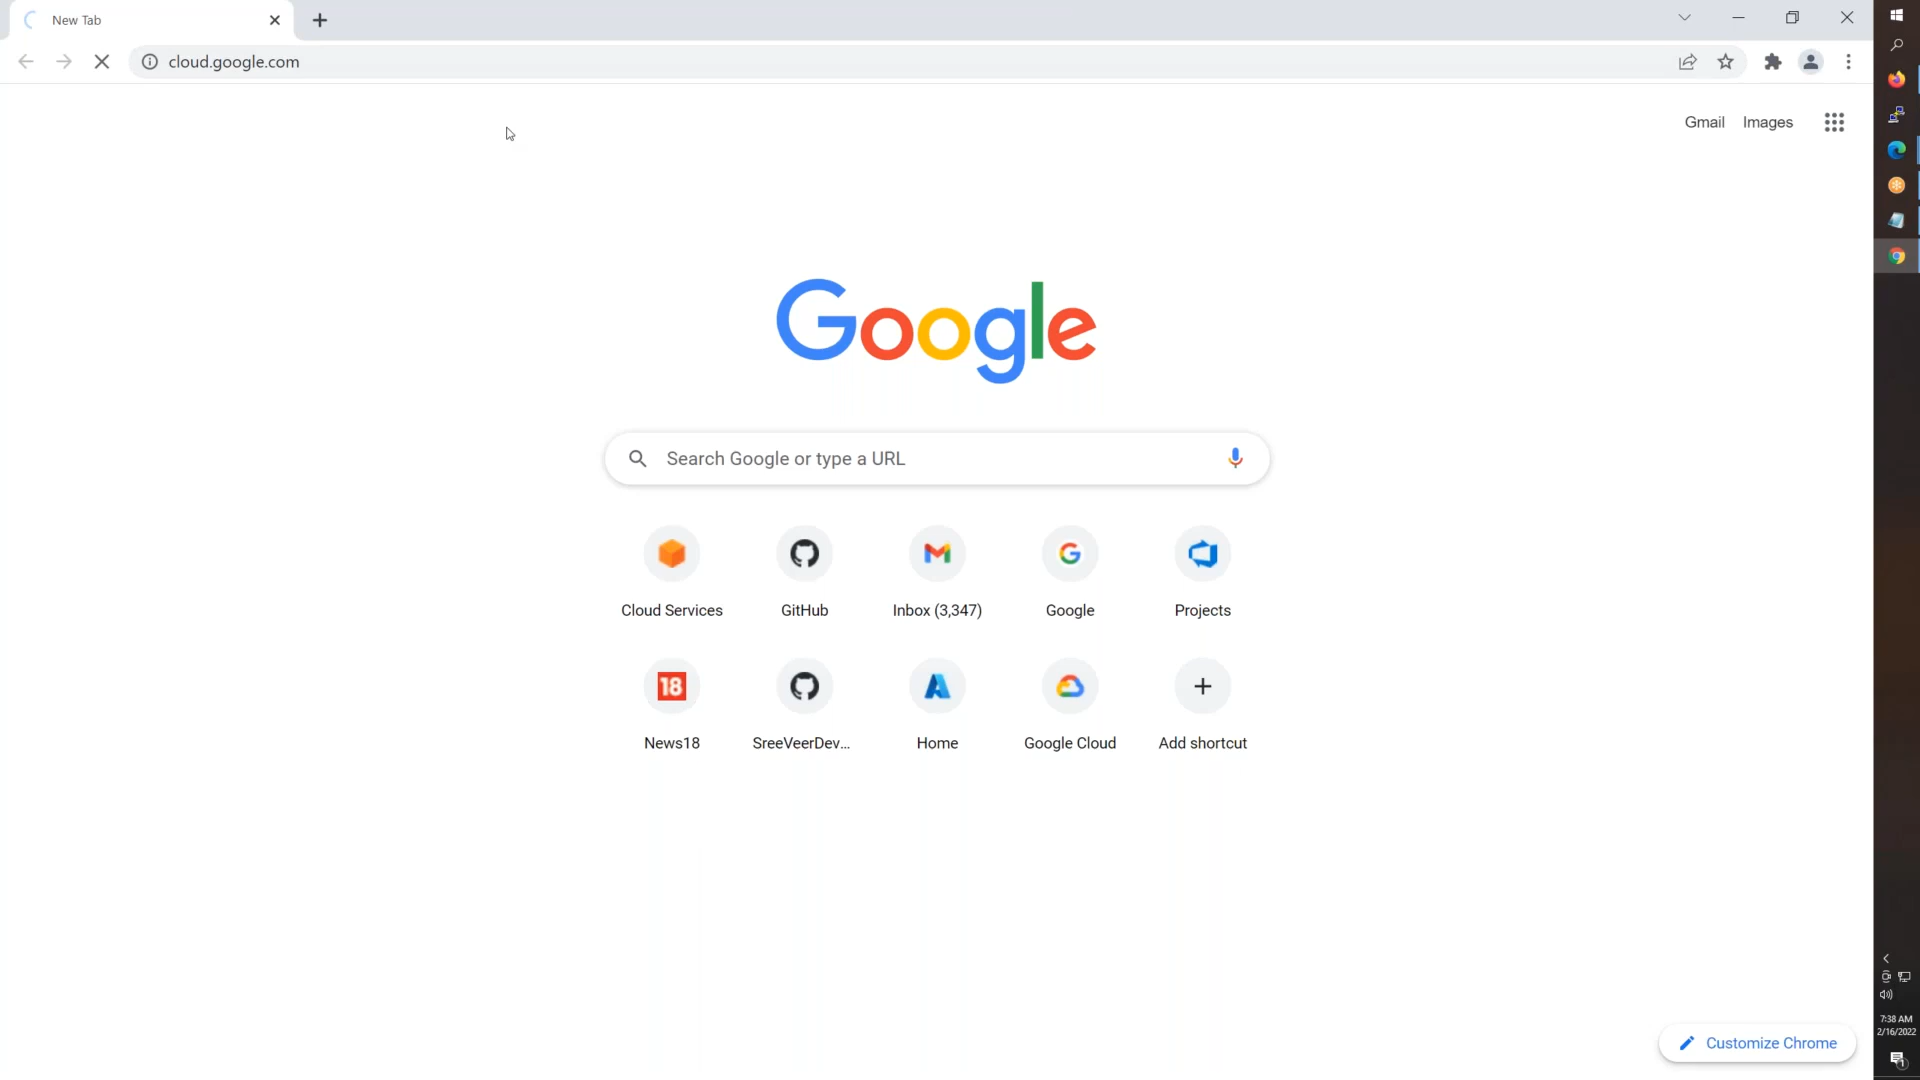 New Tab
cloud.google.com
Gmail Images
Google
Search Google or type a URL
Cloud Services GitHub Inbox (3,347) Google Projects
18
News18 SreeVeerDev... Home Google Cloud Add shortcut
7:38 AM
2/16/2022
Customize Chrome
1